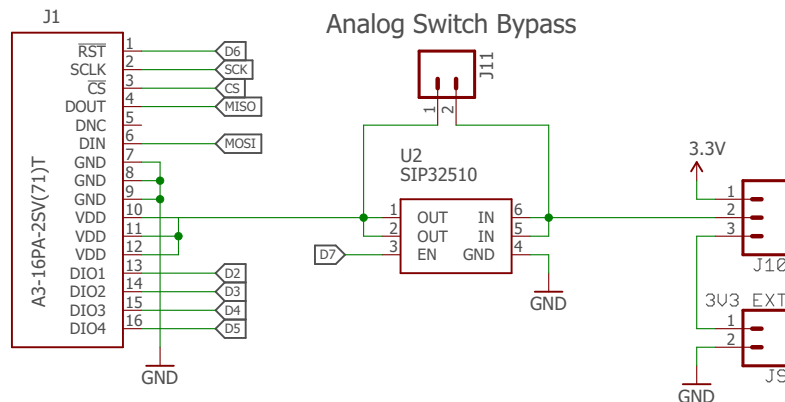 Analog Switch Bypass
J1
A3-16PA-2SV(71)T
RST 1 D6
SCLK 2 SCK
CS 3 CS
DOUT 4 MISO
DNC 5
DIN 6 MOSI
GND 7
GND 8
GND 9
VDD 10
VDD 11
VDD 12
DIO1 13 D2
DIO2 14 D3
DIO3 15 D4
DIO4 16 D5
GND
J11
1 2
U2
SIP32510
1 OUT IN 6
2 OUT IN 5
D7 3 EN GND 4
GND
3.3V
1
2
3
J10
3V3 EXT
1
2
J9
GND